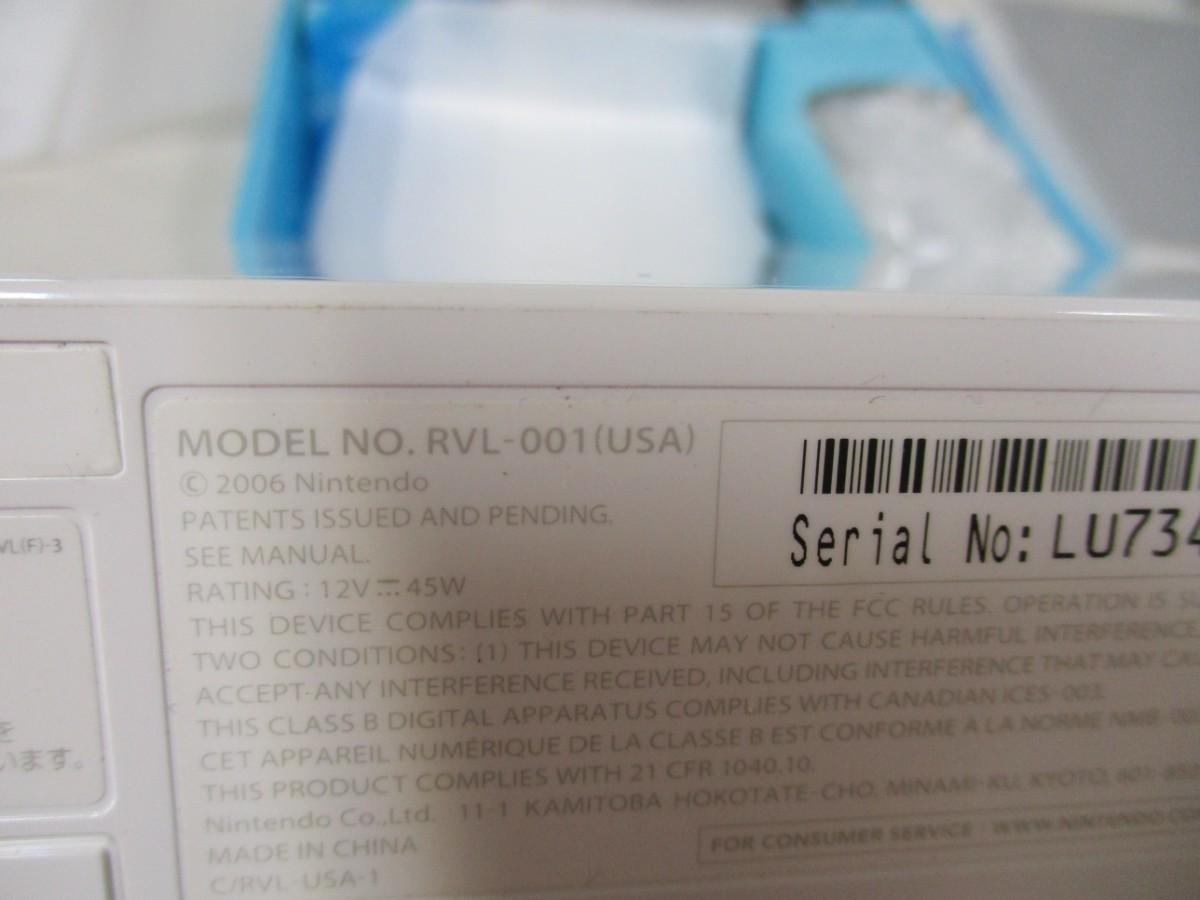 MODEL NO. RVL-001(USA)
© 2006 Nintendo
PATENTS ISSUED AND PENDING,
SEE MANUAL.
RATING : 12V ⎓ 45W
Serial No: LU734
THIS DEVICE COMPLIES WITH PART 15 OF THE FCC RULES. OPERATION IS
TWO CONDITIONS: (1) THIS DEVICE MAY NOT CAUSE HARMFUL INTERFERENCE
ACCEPT ANY INTERFERENCE RECEIVED, INCLUDING INTERFERENCE THAT MAY
THIS CLASS B DIGITAL APPARATUS COMPLIES WITH CANADIAN ICES-003.
CET APPAREIL NUMÉRIQUE DE LA CLASSE B EST CONFORME À LA NORME
THIS PRODUCT COMPLIES WITH 21 CFR 1040.10.
Nintendo Co.,Ltd. 11-1 KAMITOBA HOKOTATE-CHO, MINAMI-KU, KYOTO,
MADE IN CHINA
FOR CONSUMER SERVICE : WWW.NINTENDO
C/RVL-USA-1
VL(F)-3
を
います。